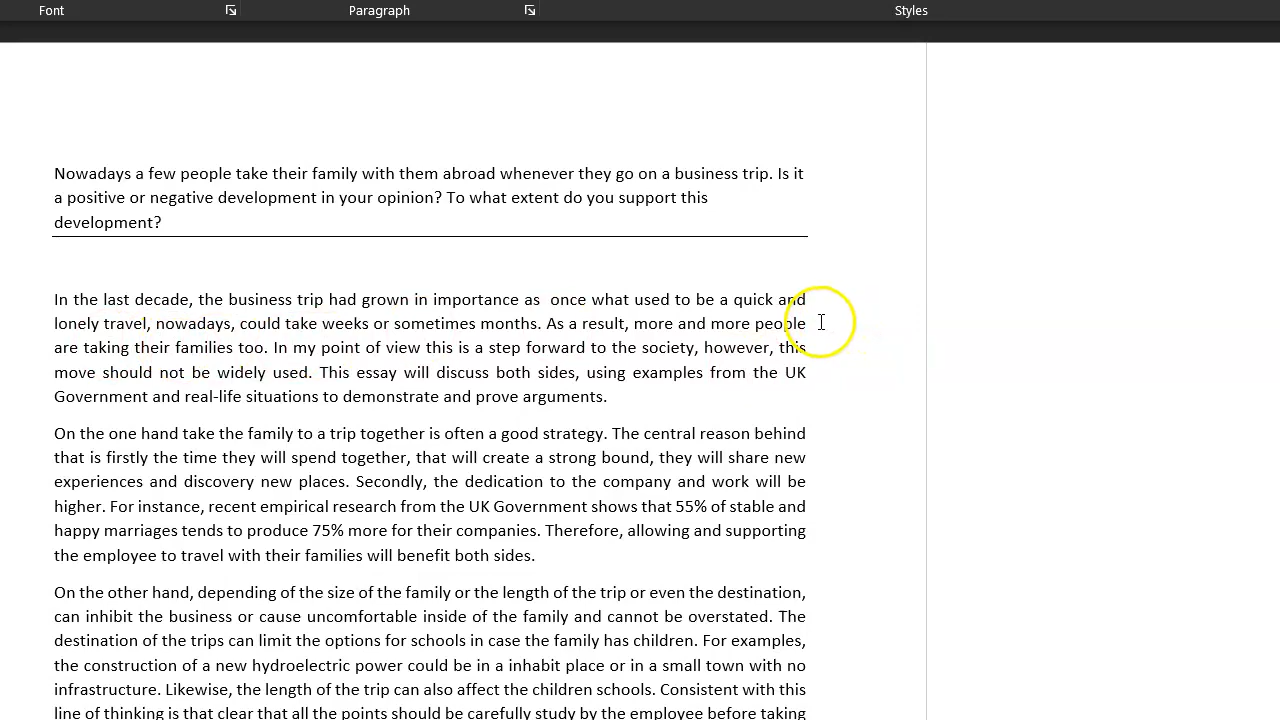 Font Paragraph Styles
Nowadays a few people take their family with them abroad whenever they go on a business trip. Is it
a positive or negative development in your opinion? To what extent do you support this
development?
In the last decade, the business trip had grown in importance as  once what used to be a quick and
lonely travel, nowadays, could take weeks or sometimes months. As a result, more and more people
are taking their families too. In my point of view this is a step forward to the society, however, this
move should not be widely used. This essay will discuss both sides, using examples from the UK
Government and real-life situations to demonstrate and prove arguments.
On the one hand take the family to a trip together is often a good strategy. The central reason behind
that is firstly the time they will spend together, that will create a strong bound, they will share new
experiences and discovery new places. Secondly, the dedication to the company and work will be
higher. For instance, recent empirical research from the UK Government shows that 55% of stable and
happy marriages tends to produce 75% more for their companies. Therefore, allowing and supporting
the employee to travel with their families will benefit both sides.
On the other hand, depending of the size of the family or the length of the trip or even the destination,
can inhibit the business or cause uncomfortable inside of the family and cannot be overstated. The
destination of the trips can limit the options for schools in case the family has children. For examples,
the construction of a new hydroelectric power could be in a inhabit place or in a small town with no
infrastructure. Likewise, the length of the trip can also affect the children schools. Consistent with this
line of thinking is that clear that all the points should be carefully study by the employee before taking